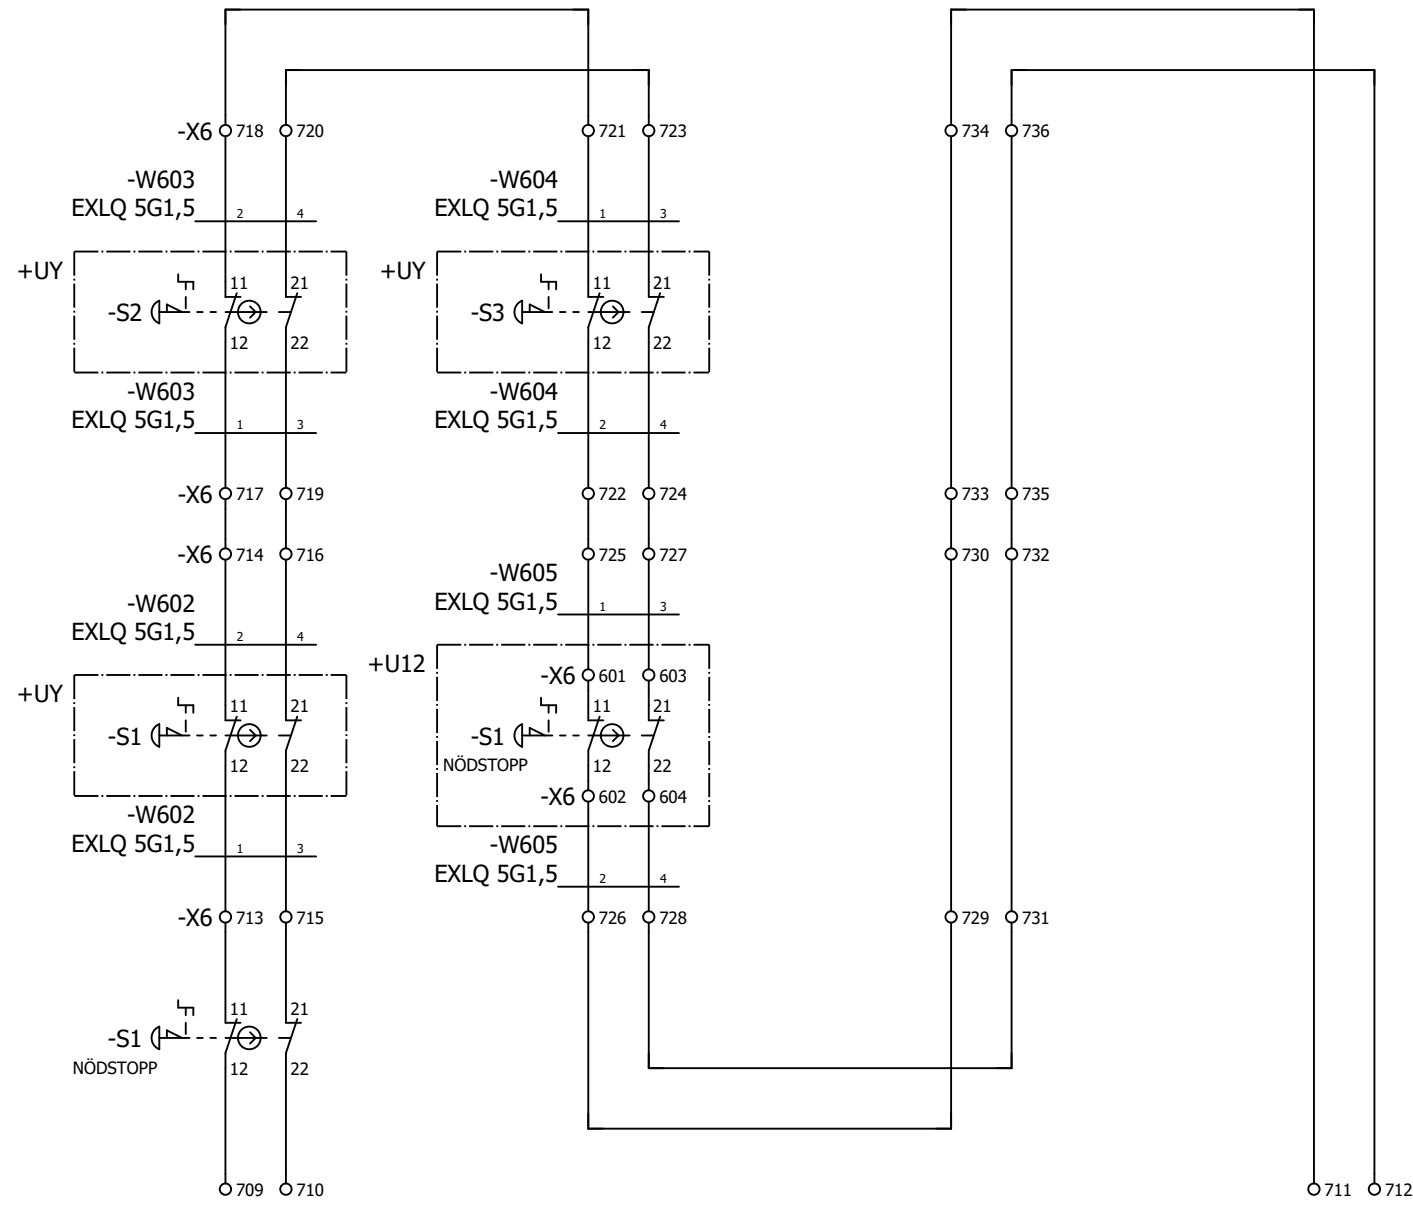 -X6 718 720 721 723 734 736
-W603
EXLQ 5G1,5 2 4
-W604
EXLQ 5G1,5 1 3
+UY
11 21
-S2
12 22
+UY
11 21
-S3
12 22
-W603
EXLQ 5G1,5 1 3
-W604
EXLQ 5G1,5 2 4
-X6 717 719 722 724 733 735
-X6 714 716 725 727 730 732
-W602
EXLQ 5G1,5 2 4
-W605
EXLQ 5G1,5 1 3
+UY
11 21
-S1
12 22
+U12
-X6 601 603
11 21
-S1
NÖDSTOPP 12 22
-X6 602 604
-W602
EXLQ 5G1,5 1 3
-W605
EXLQ 5G1,5 2 4
-X6 713 715 726 728 729 731
11 21
-S1
NÖDSTOPP 12 22
709 710 711 712